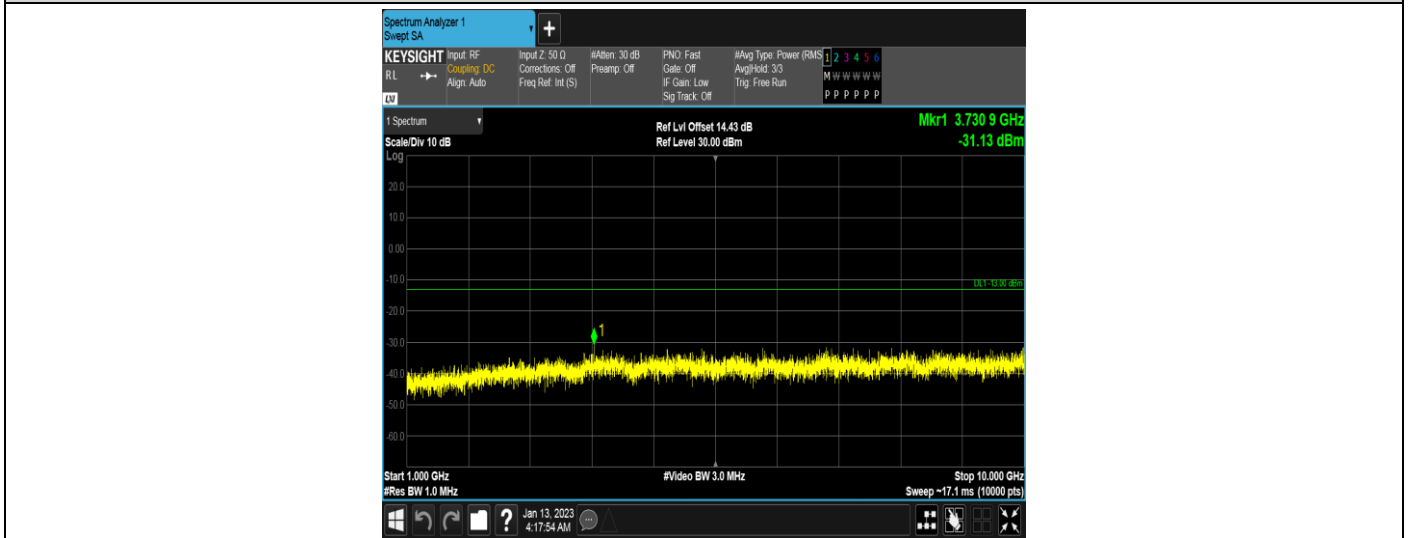 Spectrum Analyzer 1
Swept SA
+
KEYSIGHT
RL
LXI
Input: RF
Coupling: DC
Align: Auto
Input Z: 50 Ω
Corrections: Off
Freq Ref: Int (S)
#Atten: 30 dB
Preamp: Off
PNO: Fast
Gate: Off
IF Gain: Low
Sig Track: Off
#Avg Type: Power (RMS
Avg|Hold: 3/3
Trig: Free Run
1 2 3 4 5 6
M W W W W W
P P P P P P
1 Spectrum
Scale/Div 10 dB
Ref Lvl Offset 14.43 dB
Ref Level 30.00 dBm
Mkr1 3.730 9 GHz
-31.13 dBm
Log
20.0
10.0
0.00
-10.0
DL1 -13.00 dBm
-20.0
1
-30.0
-40.0
-50.0
-60.0
Start 1.000 GHz
#Video BW 3.0 MHz
Stop 10.000 GHz
#Res BW 1.0 MHz
Sweep ~17.1 ms (10000 pts)
?
Jan 13, 2023
4:17:54 AM